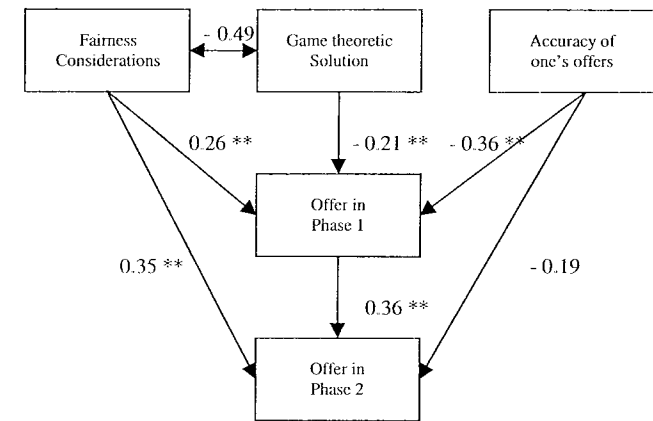 Fairness
Considerations
- 0.49
Game theoretic
Solution
Accuracy of
one's offers
0.26 **
- 0.21 **
- 0.36 **
Offer in
Phase 1
0.35 **
- 0.19
0.36 **
Offer in
Phase 2